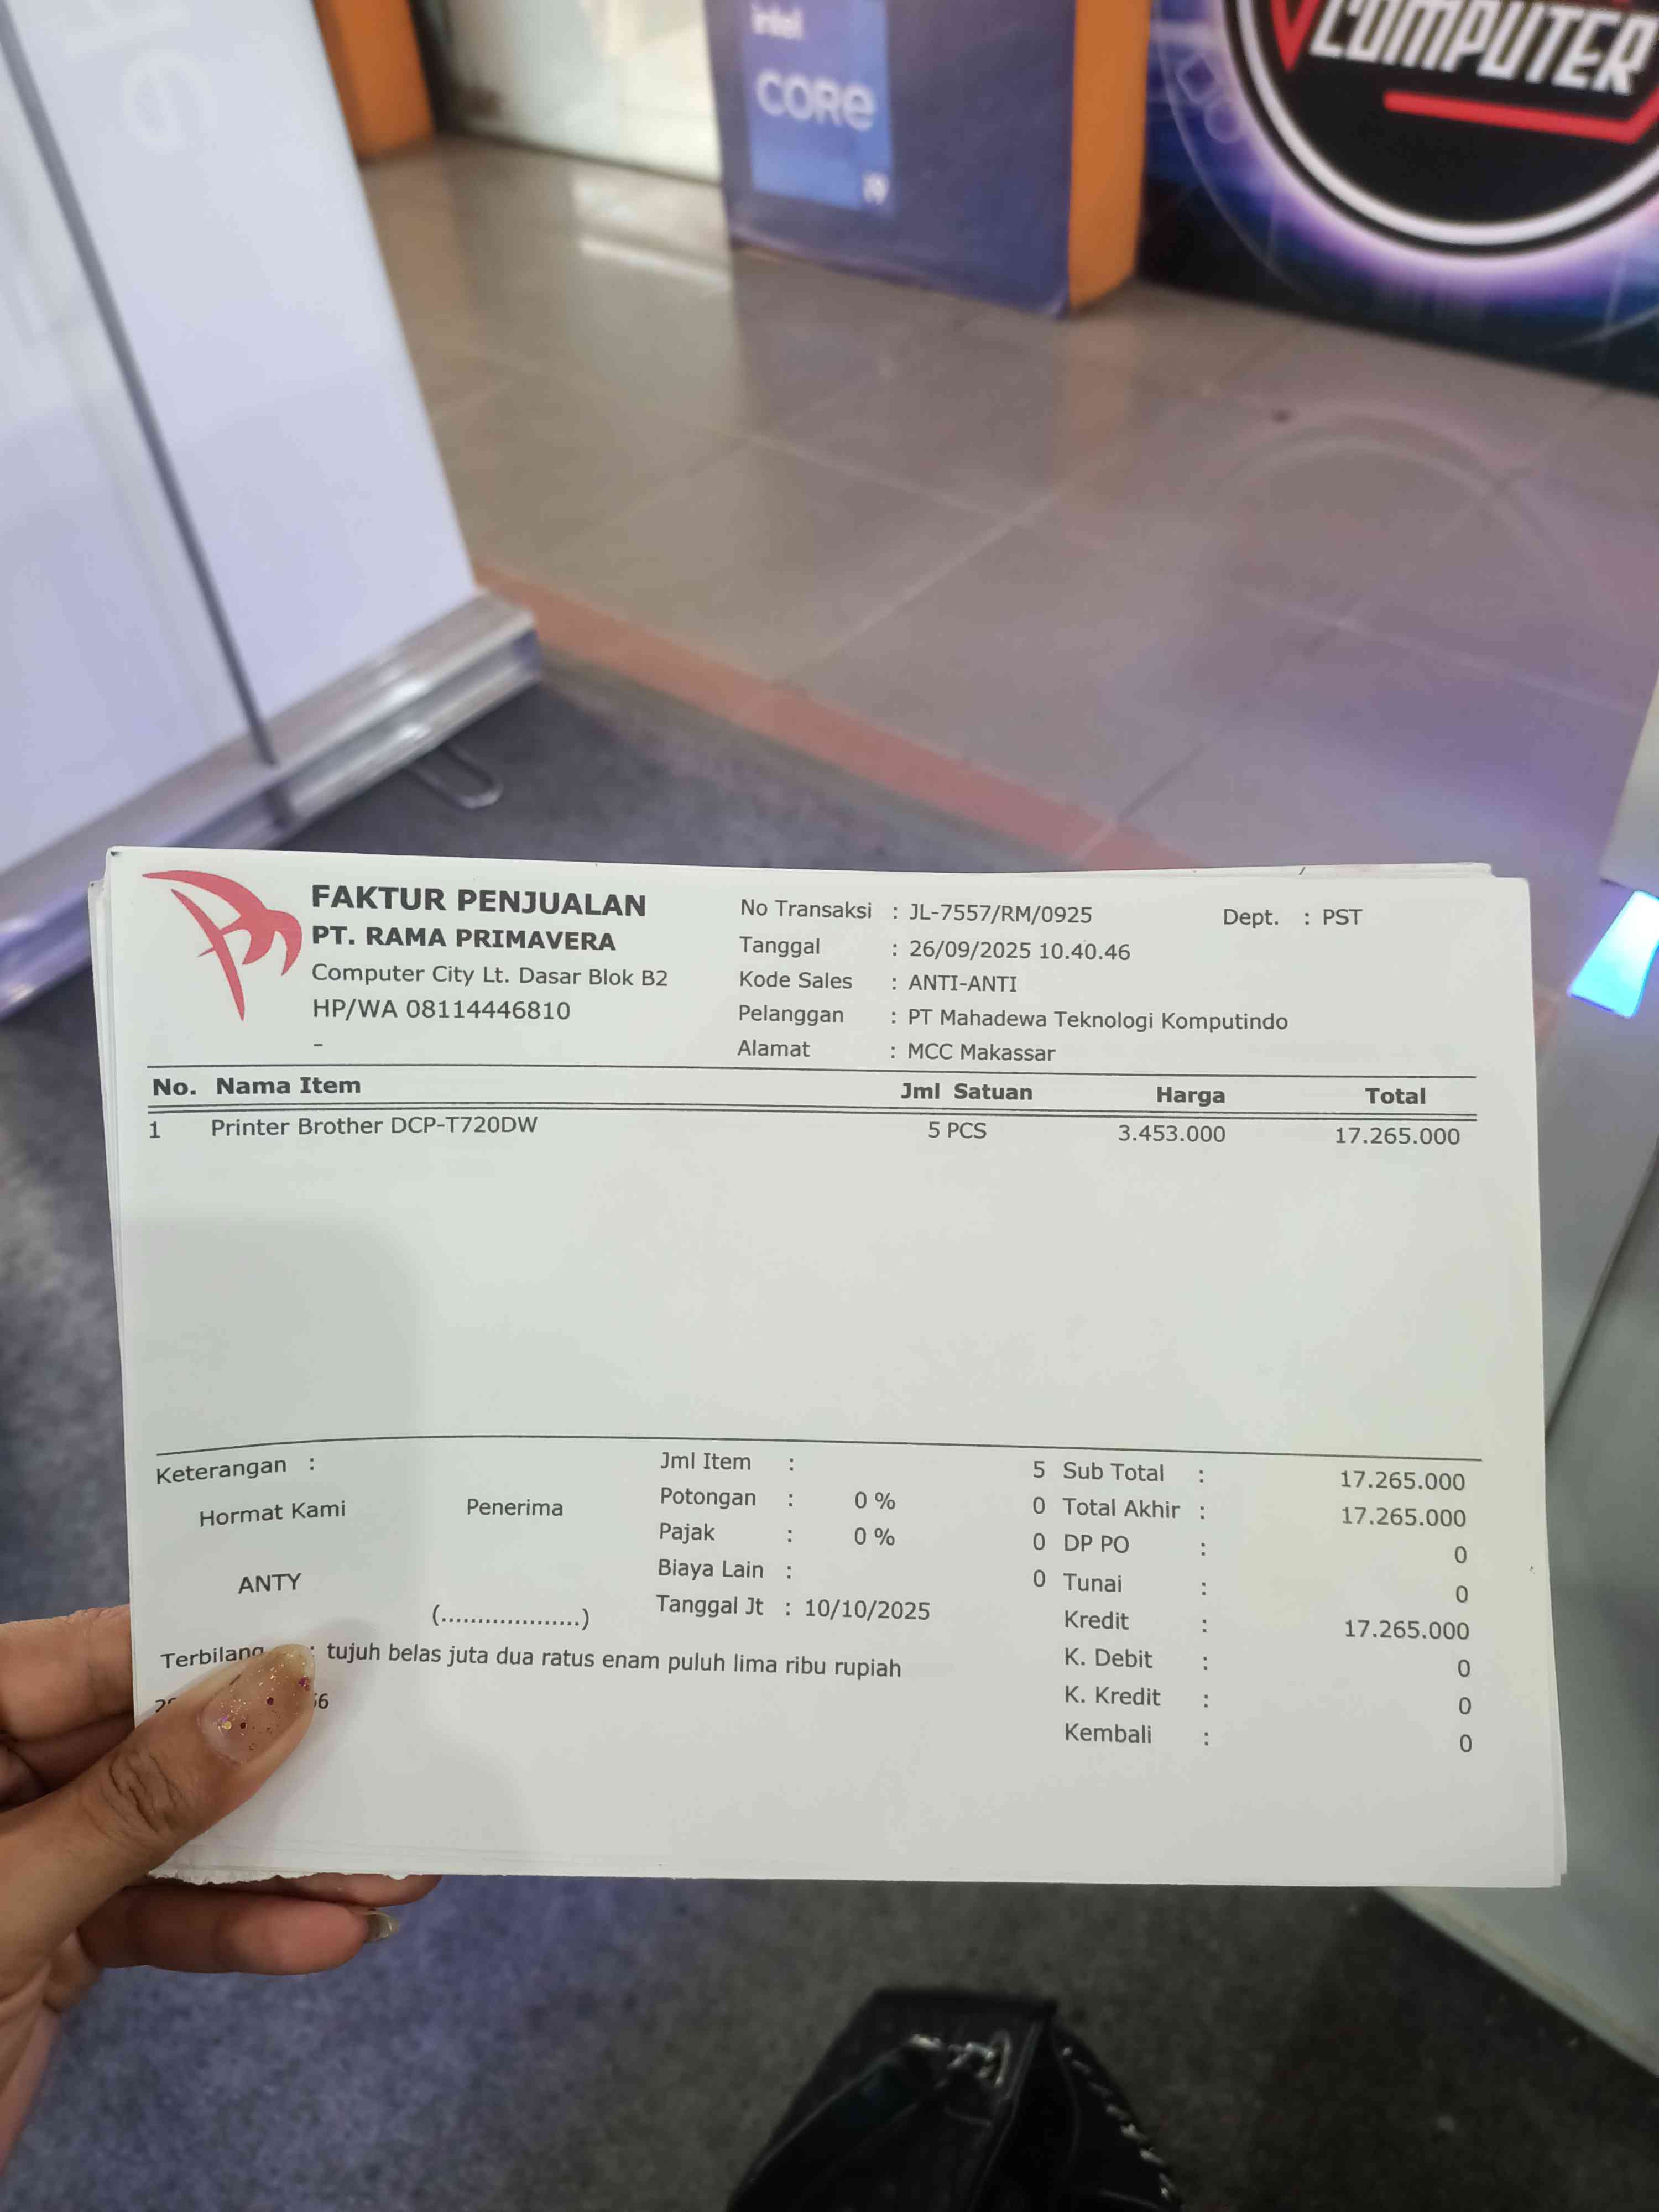 intel
CORe
i9
COMPUTER
FAKTUR PENJUALAN
PT. RAMA PRIMAVERA
Computer City Lt. Dasar Blok B2
HP/WA 08114446810
-
No Transaksi : JL-7557/RM/0925 Dept. : PST
Tanggal : 26/09/2025 10.40.46
Kode Sales : ANTI-ANTI
Pelanggan : PT Mahadewa Teknologi Komputindo
Alamat : MCC Makassar
No. Nama Item Jml Satuan Harga Total
1 Printer Brother DCP-T720DW 5 PCS 3.453.000 17.265.000
Keterangan :
Hormat Kami Penerima
ANTY
(...................)
Jml Item : 5
Potongan : 0 % 0
Pajak : 0 % 0
Biaya Lain : 0
Tanggal Jt : 10/10/2025
Sub Total : 17.265.000
Total Akhir : 17.265.000
DP PO : 0
Tunai : 0
Kredit : 17.265.000
K. Debit : 0
K. Kredit : 0
Kembali : 0
Terbilang : tujuh belas juta dua ratus enam puluh lima ribu rupiah